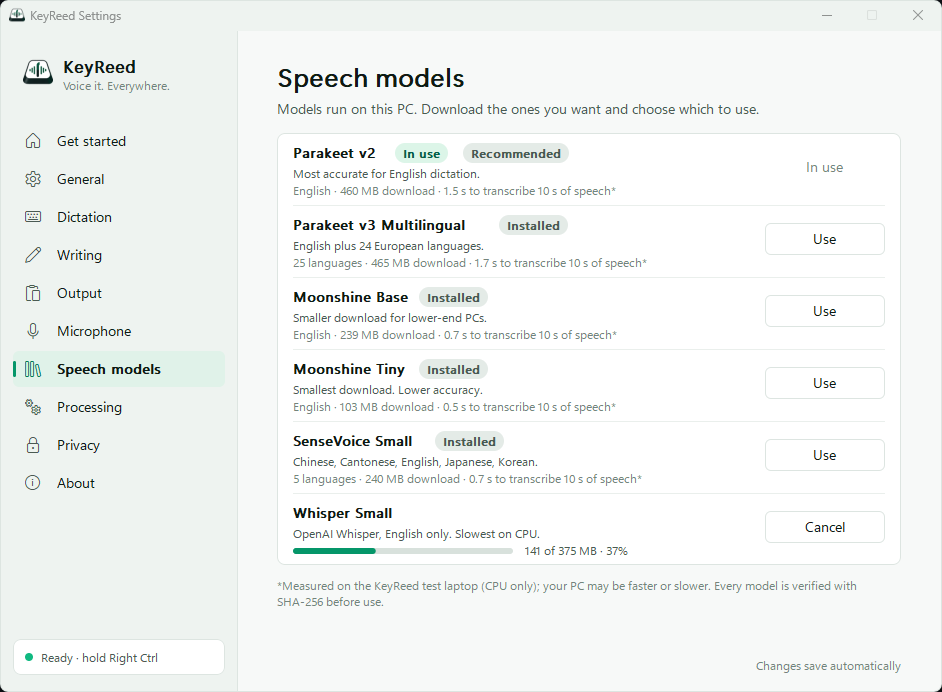 KeyReed Settings
KeyReed
Voice it. Everywhere.
Get started
General
Dictation
Writing
Output
Microphone
Speech models
Processing
Privacy
About
Ready · hold Right Ctrl
Speech models
Models run on this PC. Download the ones you want and choose which to use.
Parakeet v2 In use Recommended
Most accurate for English dictation.
English · 460 MB download · 1.5 s to transcribe 10 s of speech*
In use
Parakeet v3 Multilingual Installed
English plus 24 European languages.
25 languages · 465 MB download · 1.7 s to transcribe 10 s of speech*
Use
Moonshine Base Installed
Smaller download for lower-end PCs.
English · 239 MB download · 0.7 s to transcribe 10 s of speech*
Use
Moonshine Tiny Installed
Smallest download. Lower accuracy.
English · 103 MB download · 0.5 s to transcribe 10 s of speech*
Use
SenseVoice Small Installed
Chinese, Cantonese, English, Japanese, Korean.
5 languages · 240 MB download · 0.7 s to transcribe 10 s of speech*
Use
Whisper Small
OpenAI Whisper, English only. Slowest on CPU.
141 of 375 MB · 37%
Cancel
*Measured on the KeyReed test laptop (CPU only); your PC may be faster or slower. Every model is verified with
SHA-256 before use.
Changes save automatically